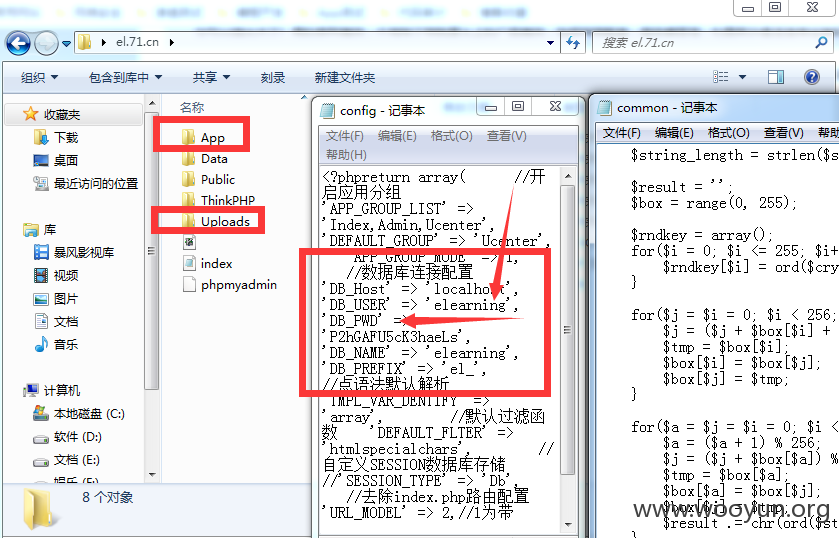 el.71.cn
搜索 el.71.cn
组织
包含到库中
共享
刻录
新建文件夹
收藏夹
下载
桌面
最近访问的位置
库
暴风影视库
视频
图片
文档
音乐
计算机
本地磁盘 (C:)
软件 (D:)
文档 (E:)
娱乐 (F:)
名称
App
Data
Public
ThinkPHP
Uploads
index
phpmyadmin
8 个对象
config - 记事本
文件(F) 编辑(E) 格式(O) 查看(V)
帮助(H)
<?phpreturn array( //开
启应用分组
'APP_GROUP_LIST' =>
'Index,Admin,Ucenter',
'DEFAULT_GROUP' => 'Ucenter',
APP_GROUP_MODE' => 1,
//数据库连接配置
'DB_Host' => 'localhost',
'DB_USER' => 'elearning',
'DB_PWD' =>
'P2hGAFU5cK3haeLs',
'DB_NAME' => 'elearning',
'DB_PREFIX' => 'el_',
//点语法默认解析
'TMPL_VAR_DENTIFY' =>
'array', //默认过滤函
数 'DEFAULT_FLTER' =>
'htmlspecialchars', //
自定义SESSION数据库存储
//'SESSION_TYPE' => 'Db',
//去除index.php路由配置
'URL_MODEL' => 2,//1为带
common - 记事本
文件(F) 编辑(E) 格式(O) 查看(V) 帮助
$string_length = strlen($s
$result = '';
$box = range(0, 255);
$rndkey = array();
for($i = 0; $i <= 255; $i+
$rndkey[$i] = ord($cry
}
for($j = $i = 0; $i < 256;
$j = ($j + $box[$i] +
$tmp = $box[$i];
$box[$i] = $box[$j];
$box[$j] = $tmp;
}
for($a = $j = $i = 0; $i <
$a = ($a + 1) % 256;
$j = ($j + $box[$a]) %
$tmp = $box[$a];
$box[$a] = $box[$j];
$box[$j] = $tmp;
$result .= chr(ord($st
www.wooyun.org